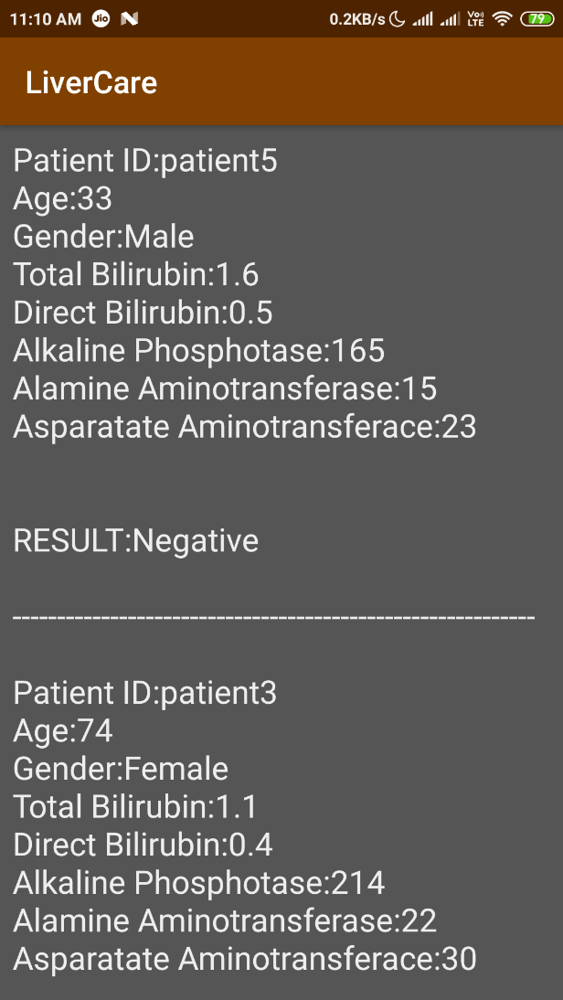 11:10 AM Jio N 0.2KB/s Vo) LTE 79
LiverCare
Patient ID:patient5
Age:33
Gender:Male
Total Bilirubin:1.6
Direct Bilirubin:0.5
Alkaline Phosphotase:165
Alamine Aminotransferase:15
Asparatate Aminotransferace:23
RESULT:Negative
------------------------------------------------------------
Patient ID:patient3
Age:74
Gender:Female
Total Bilirubin:1.1
Direct Bilirubin:0.4
Alkaline Phosphotase:214
Alamine Aminotransferase:22
Asparatate Aminotransferace:30